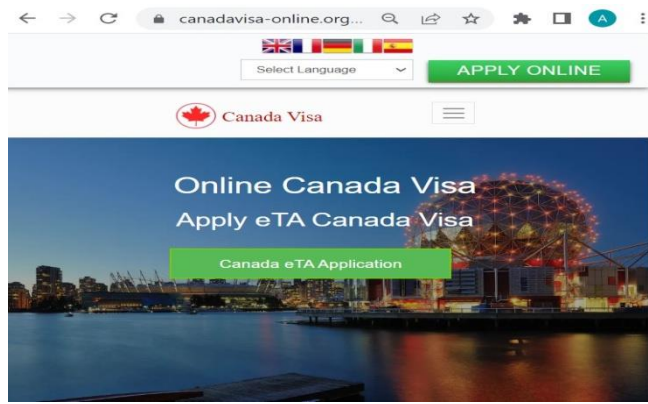 canadavisa-online.org...
A
Select Language
APPLY ONLINE
Canada Visa
Online Canada Visa
Apply eTA Canada Visa
Canada eTA Application